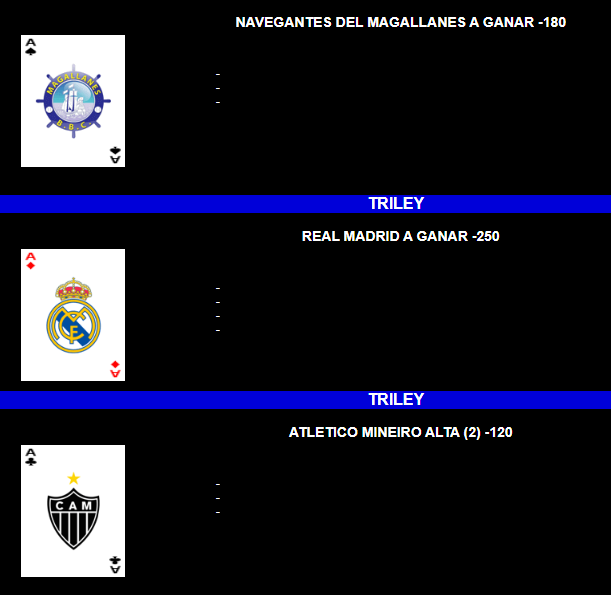 NAVEGANTES DEL MAGALLANES A GANAR -180
A
MAGALLANES
B.B.C.
-
-
-
A
TRILEY
REAL MADRID A GANAR -250
A
-
-
-
-
A
TRILEY
ATLETICO MINEIRO ALTA (2) -120
A
CAM
-
-
-
A